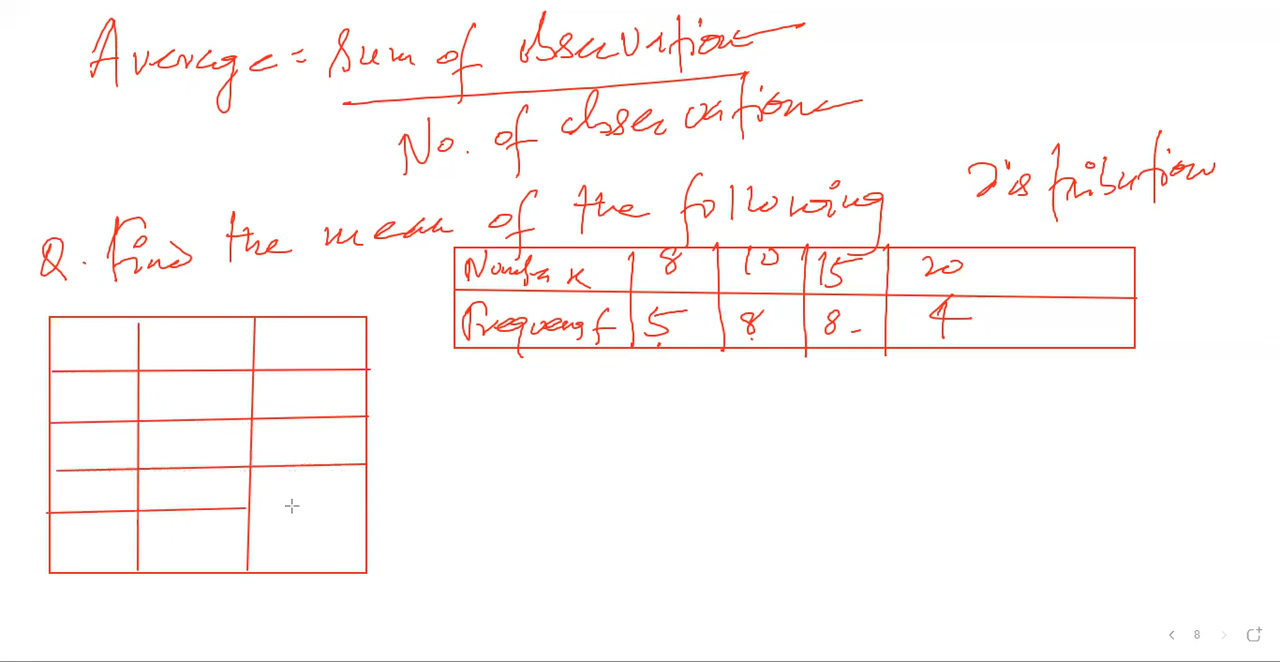 Average = Sum of observation
No. of observation
Q. Find the mean of the following Distribution
Number x 8 10 15 20
Frequency f 5 8 8 4
8